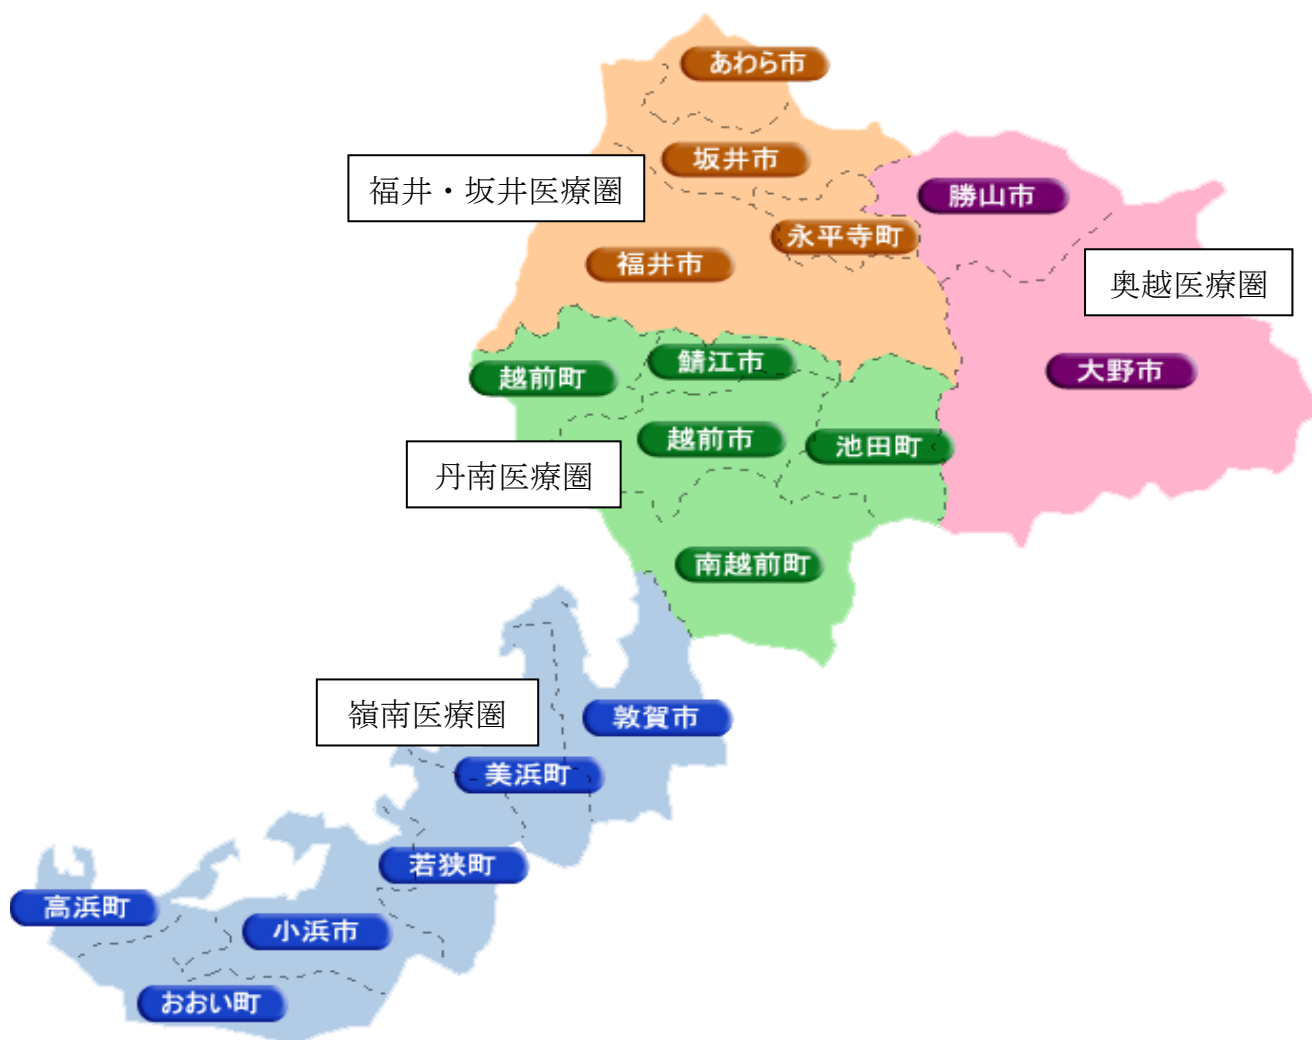 あわら市
坂井市
福井・坂井医療圏
勝山市
永平寺町
福井市
奥越医療圏
鯖江市
越前町
大野市
越前市
池田町
丹南医療圏
南越前町
嶺南医療圏
敦賀市
美浜町
若狭町
高浜町
小浜市
おおい町